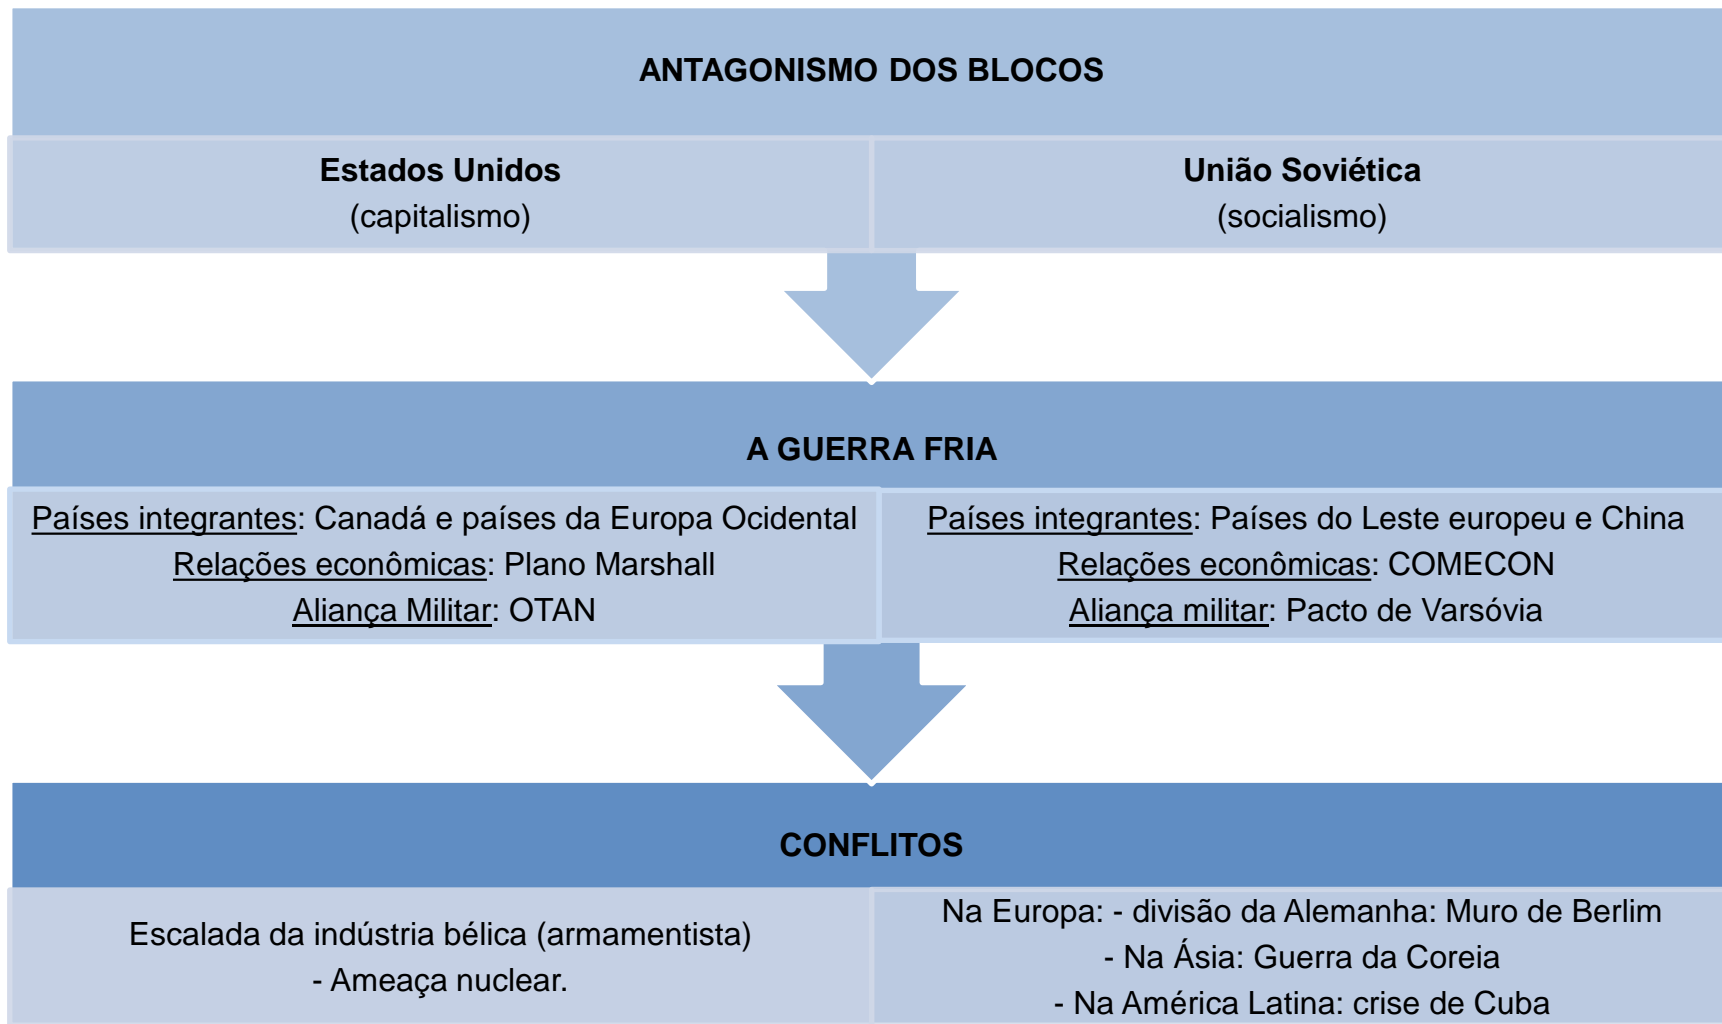 ANTAGONISMO DOS BLOCOS
Estados Unidos
(capitalismo)
União Soviética
(socialismo)
A GUERRA FRIA
Países integrantes: Canadá e países da Europa Ocidental
Relações econômicas: Plano Marshall
Aliança Militar: OTAN
Países integrantes: Países do Leste europeu e China
Relações econômicas: COMECON
Aliança militar: Pacto de Varsóvia
CONFLITOS
Escalada da indústria bélica (armamentista)
- Ameaça nuclear.
Na Europa: - divisão da Alemanha: Muro de Berlim
- Na Ásia: Guerra da Coreia
- Na América Latina: crise de Cuba